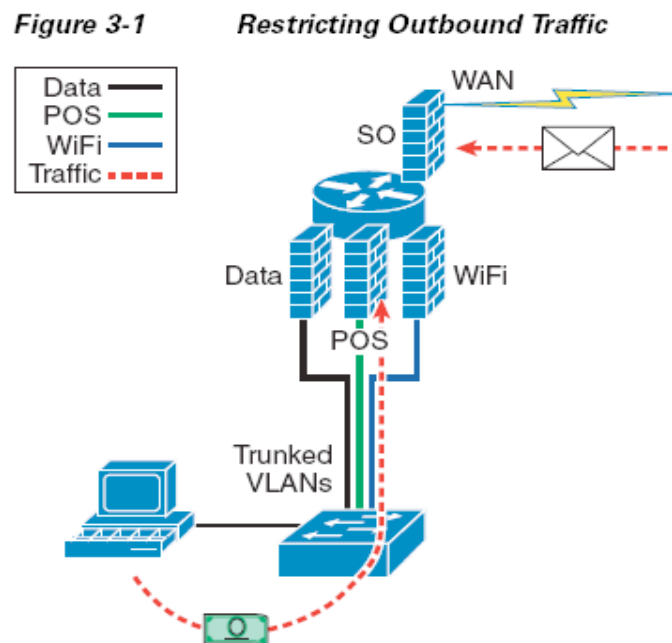 Figure 3-1 Restricting Outbound Traffic
Data
POS
WiFi
Traffic
WAN
SO
Data
WiFi
POS
Trunked
VLANs